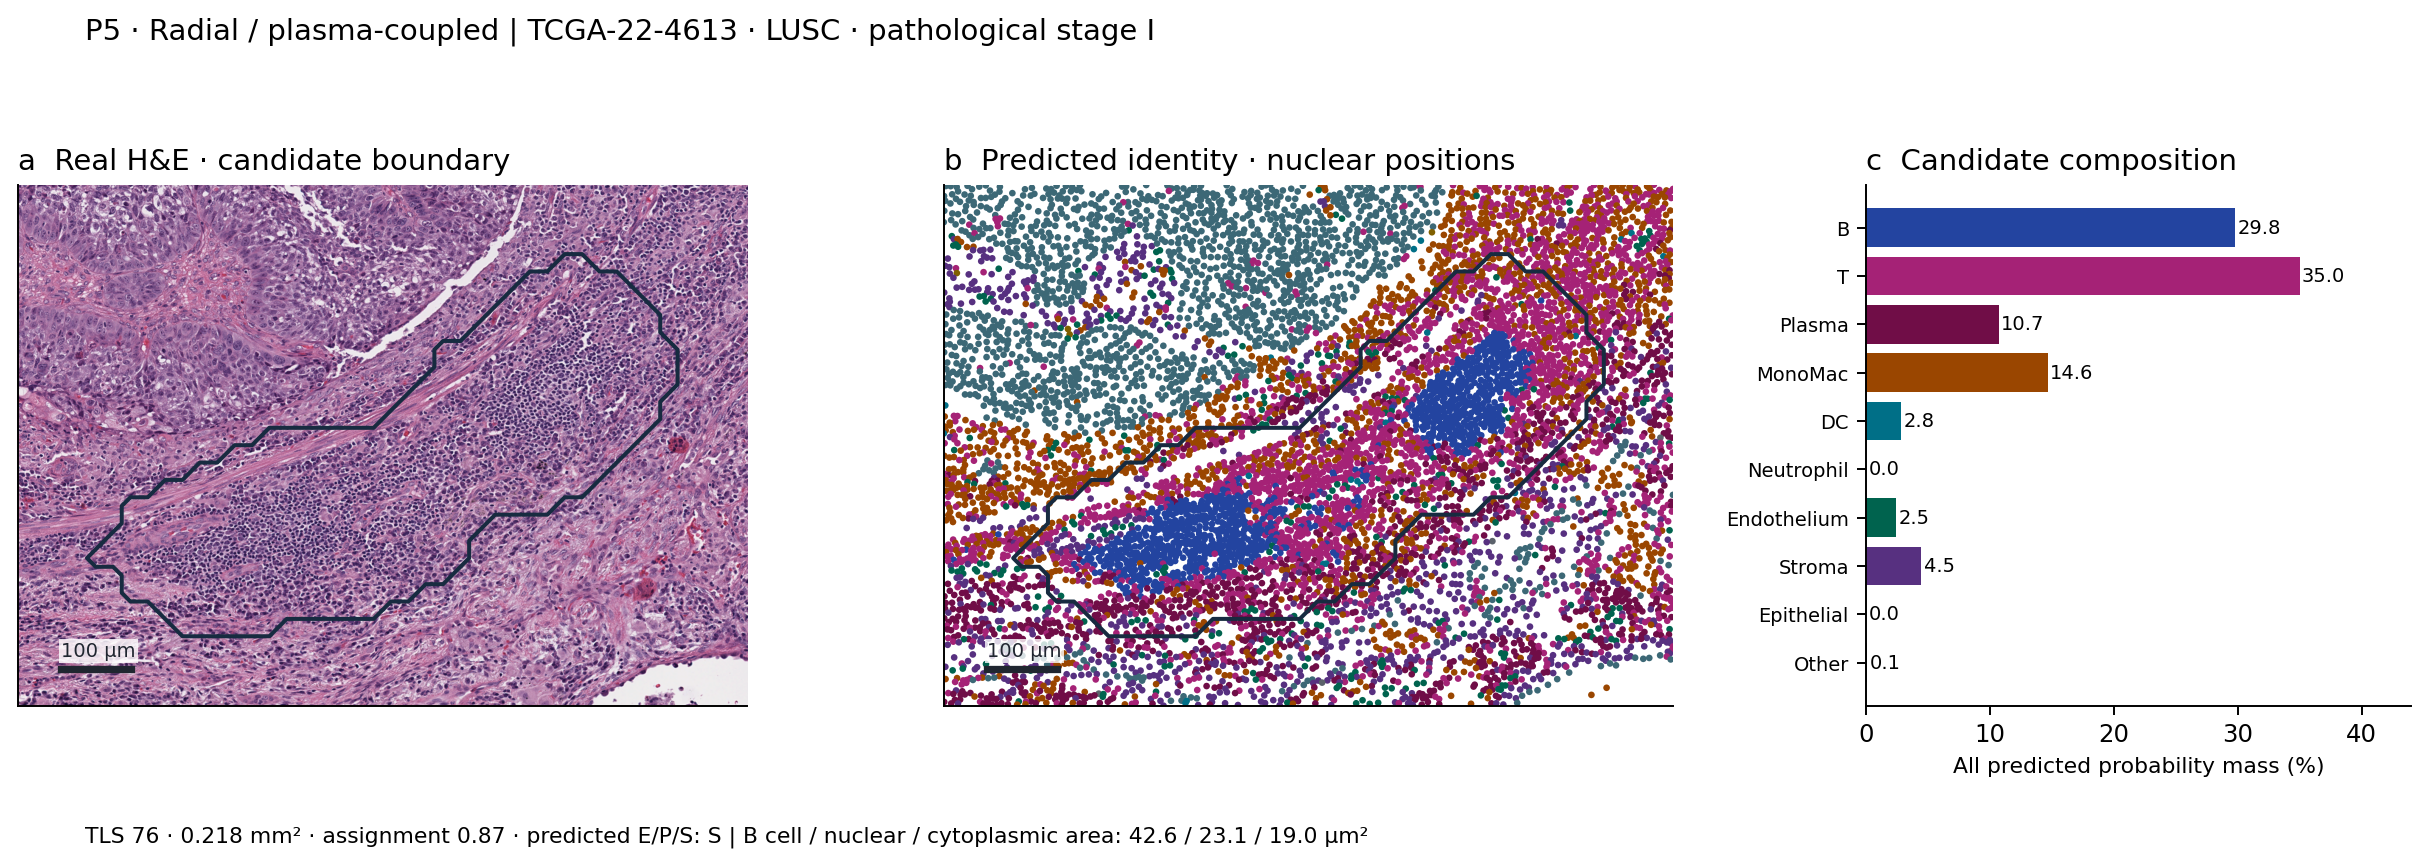 P5 · Radial / plasma-coupled | TCGA-22-4613 · LUSC · pathological stage I
a Real H&E · candidate boundary
100 µm
b Predicted identity · nuclear positions
100 µm
c Candidate composition
B 29.8
T 35.0
Plasma 10.7
MonoMac 14.6
DC 2.8
Neutrophil 0.0
Endothelium 2.5
Stroma 4.5
Epithelial 0.0
Other 0.1
0 10 20 30 40
All predicted probability mass (%)
TLS 76 · 0.218 mm² · assignment 0.87 · predicted E/P/S: S | B cell / nuclear / cytoplasmic area: 42.6 / 23.1 / 19.0 µm²